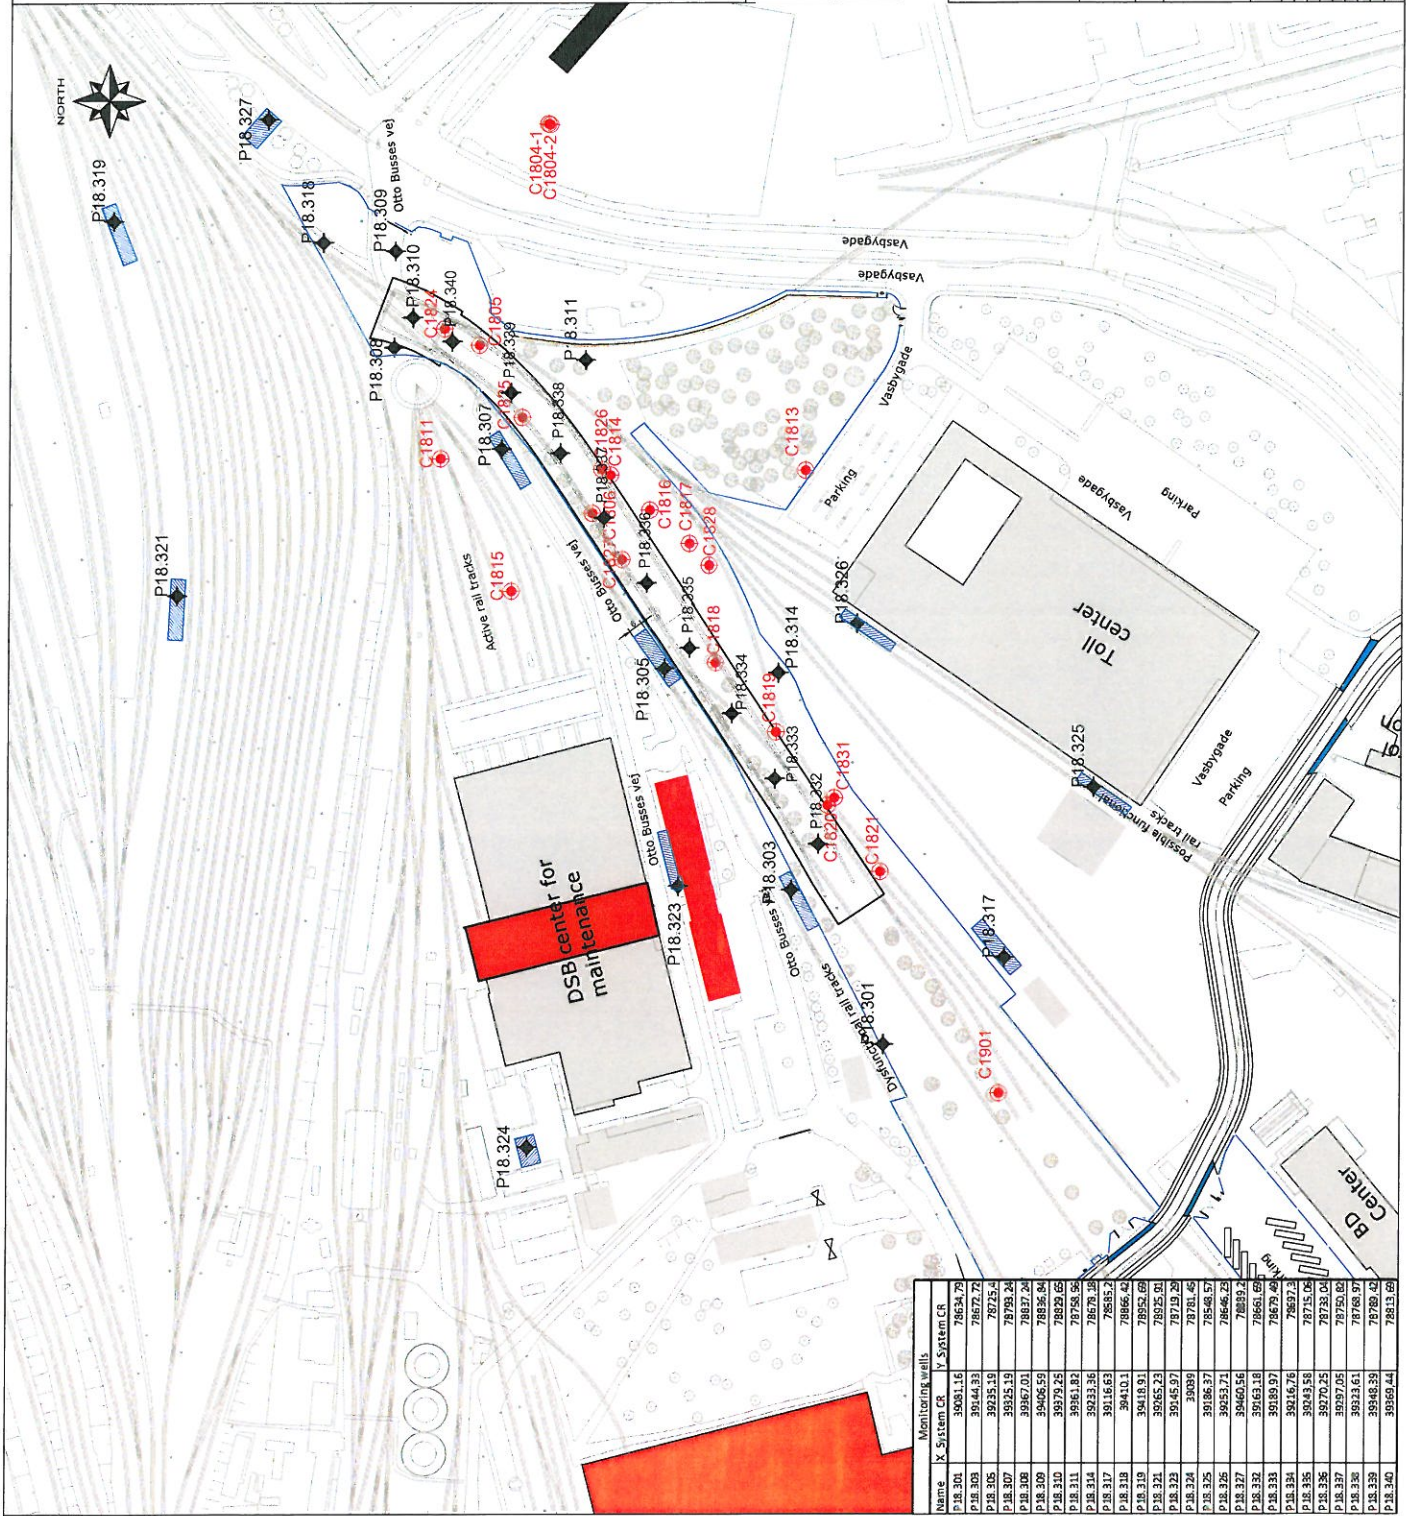 NORTH
P18.319
P18.327
P18.318
P18.309
Otto Busses vej
P18.310
P18.308
C1824
P18.340
C1805
P18.339
C1825
P18.307
C1811
P18.338
P18.311
C1804-1
C1804-2
Vasbygade
Vasbygade
Vasbygade
C1813
Parking
C1826
C1814
P18.337
C1806
C1816
C1817
C1828
P18.336
C1827
Otto Busses vej
C1815
Active rail tracks
P18.321
P18.335
C1818
P18.334
P18.305
P18.314
C1819
P18.333
P18.332
C1820
C1831
C1821
P18.326
Toll
center
Vasbygade
Parking
P18.325
Vasbygade
Parking
Possible functional
rail tracks
P18.317
P18.303
Otto Busses vej
Otto Busses
P18.323
DSB center for
maintenance
P18.324
P18.301
Dysfunctional rail tracks
C1901
BD
Center
Monitoring wells
Name X System CR Y System CR
P18.301 39081,16 78634,79
P18.303 39144,33 78672,72
P18.305 39235,19 78725,4
P18.307 39325,19 78793,24
P18.308 39367,01 78837,24
P18.309 39406,59 78836,84
P18.310 39379,25 78829,65
P18.311 39361,82 78758,96
P18.314 39233,36 78678,18
P18.317 39116,63 78585,2
P18.318 39410,1 78866,42
P18.319 39418,91 78952,69
P18.321 39265,23 78925,91
P18.323 39145,97 78719,29
P18.324 39039 78781,45
P18.325 39186,37 78548,57
P18.326 39253,71 78646,23
P18.327 39460,56 78889,2
P18.332 39163,18 78661,69
P18.333 39189,97 78679,49
P18.334 39216,76 78697,3
P18.335 39243,58 78715,06
P18.336 39270,25 78733,04
P18.337 39297,05 78750,82
P18.338 39323,61 78768,97
P18.339 39348,39 78789,42
P18.340 39369,44 78813,69